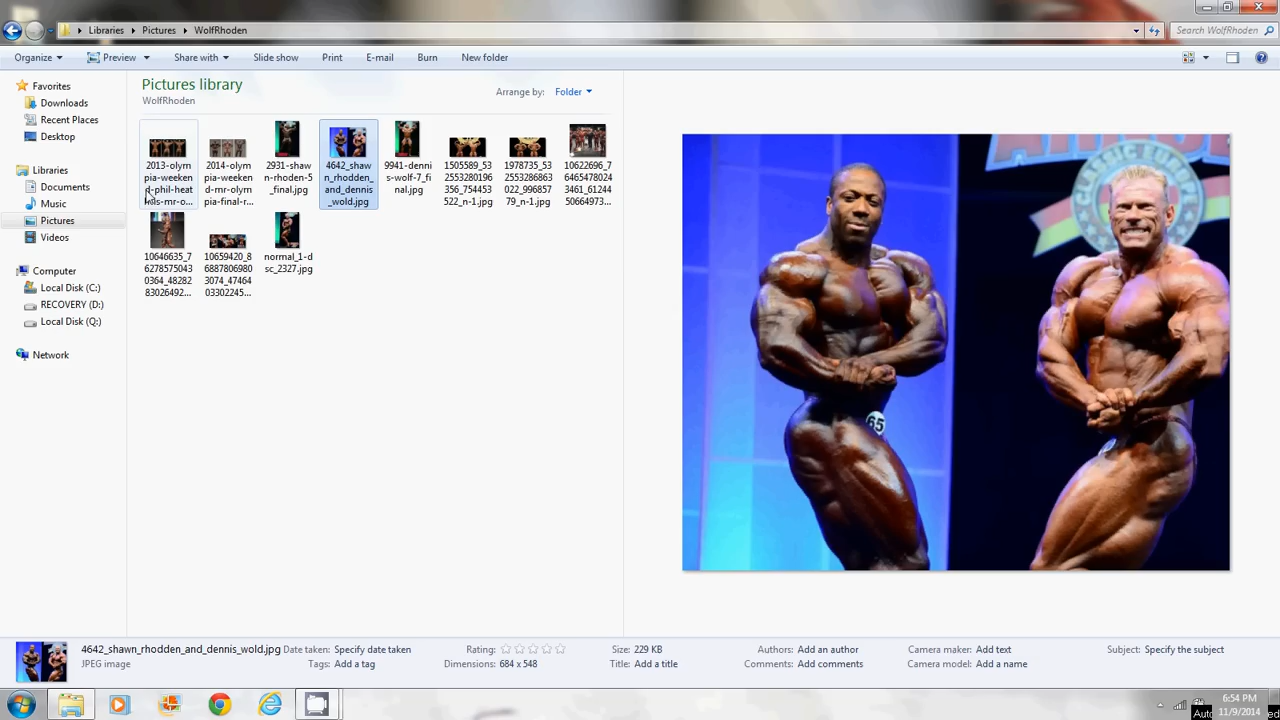 Libraries
Pictures
WolfRhoden
Search WolfRhoden
Organize
Preview
Share with
Slide show
Print
E-mail
Burn
New folder
Favorites
Downloads
Recent Places
Desktop
Libraries
Documents
Music
Pictures
Videos
Computer
Local Disk (C:)
RECOVERY (D:)
Local Disk (Q:)
Network
Pictures library
WolfRhoden
Arrange by:
Folder
2013-olym
pia-weeken
d-phil-heat
2014-olym
pia-weeken
d-mr-olym
pia-final-r...
2931-shaw
n-rhoden-5
_final.jpg
4642_shaw
n_rhodden_
and_dennis
_wold.jpg
9941-denni
s-wolf-7_fi
nal.jpg
1505589_53
2553280190
356_754453
522_n-1.jpg
1978735_53
2553286863
022_996857
79_n-1.jpg
10622696_7
6465478024
3461_61244
50664973...
10646635_7
6278575043
0364_48282
83026492...
10659420_8
6887806980
3074_47464
03302245...
normal_1-d
sc_2327.jpg
65
4642_shawn_rhodden_and_dennis_wold.jpg
JPEG image
Date taken: Specify date taken
Tags: Add a tag
Rating:
Dimensions: 684 x 548
Size: 229 KB
Title: Add a title
Authors: Add an author
Comments: Add comments
Camera maker: Add text
Camera model: Add a name
Subject: Specify the subject
6:54 PM
11/9/2014